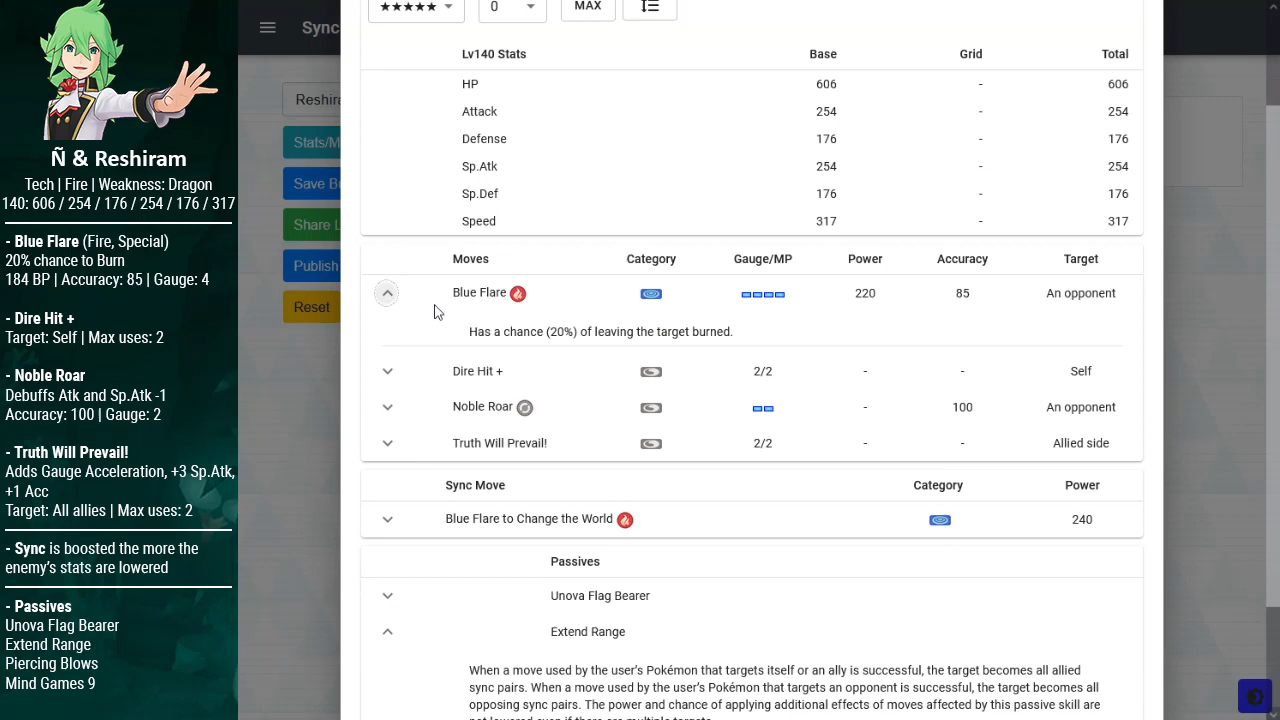 Ñ & Reshiram
Tech | Fire | Weakness: Dragon
140: 606 / 254 / 176 / 254 / 176 / 317
- Blue Flare (Fire, Special)
20% chance to Burn
184 BP | Accuracy: 85 | Gauge: 4
- Dire Hit +
Target: Self | Max uses: 2
- Noble Roar
Debuffs Atk and Sp.Atk -1
Accuracy: 100 | Gauge: 2
- Truth Will Prevail!
Adds Gauge Acceleration, +3 Sp.Atk,
+1 Acc
Target: All allies | Max uses: 2
- Sync is boosted the more the
enemy's stats are lowered
- Passives
Unova Flag Bearer
Extend Range
Piercing Blows
Mind Games 9
Sync
Reshira
Stats/M
Save B
Share L
Publish
Reset
★★★★★ 0 MAX
Lv140 Stats Base Grid Total
HP 606 - 606
Attack 254 - 254
Defense 176 - 176
Sp.Atk 254 - 254
Sp.Def 176 - 176
Speed 317 - 317
Moves Category Gauge/MP Power Accuracy Target
Blue Flare 220 85 An opponent
Has a chance (20%) of leaving the target burned.
Dire Hit + 2/2 - - Self
Noble Roar - 100 An opponent
Truth Will Prevail! 2/2 - - Allied side
Sync Move Category Power
Blue Flare to Change the World 240
Passives
Unova Flag Bearer
Extend Range
When a move used by the user's Pokémon that targets itself or an ally is successful, the target becomes all allied
sync pairs. When a move used by the user's Pokémon that targets an opponent is successful, the target becomes all
opposing sync pairs. The power and chance of applying additional effects of moves affected by this passive skill are
not lowered even if there are multiple targets.